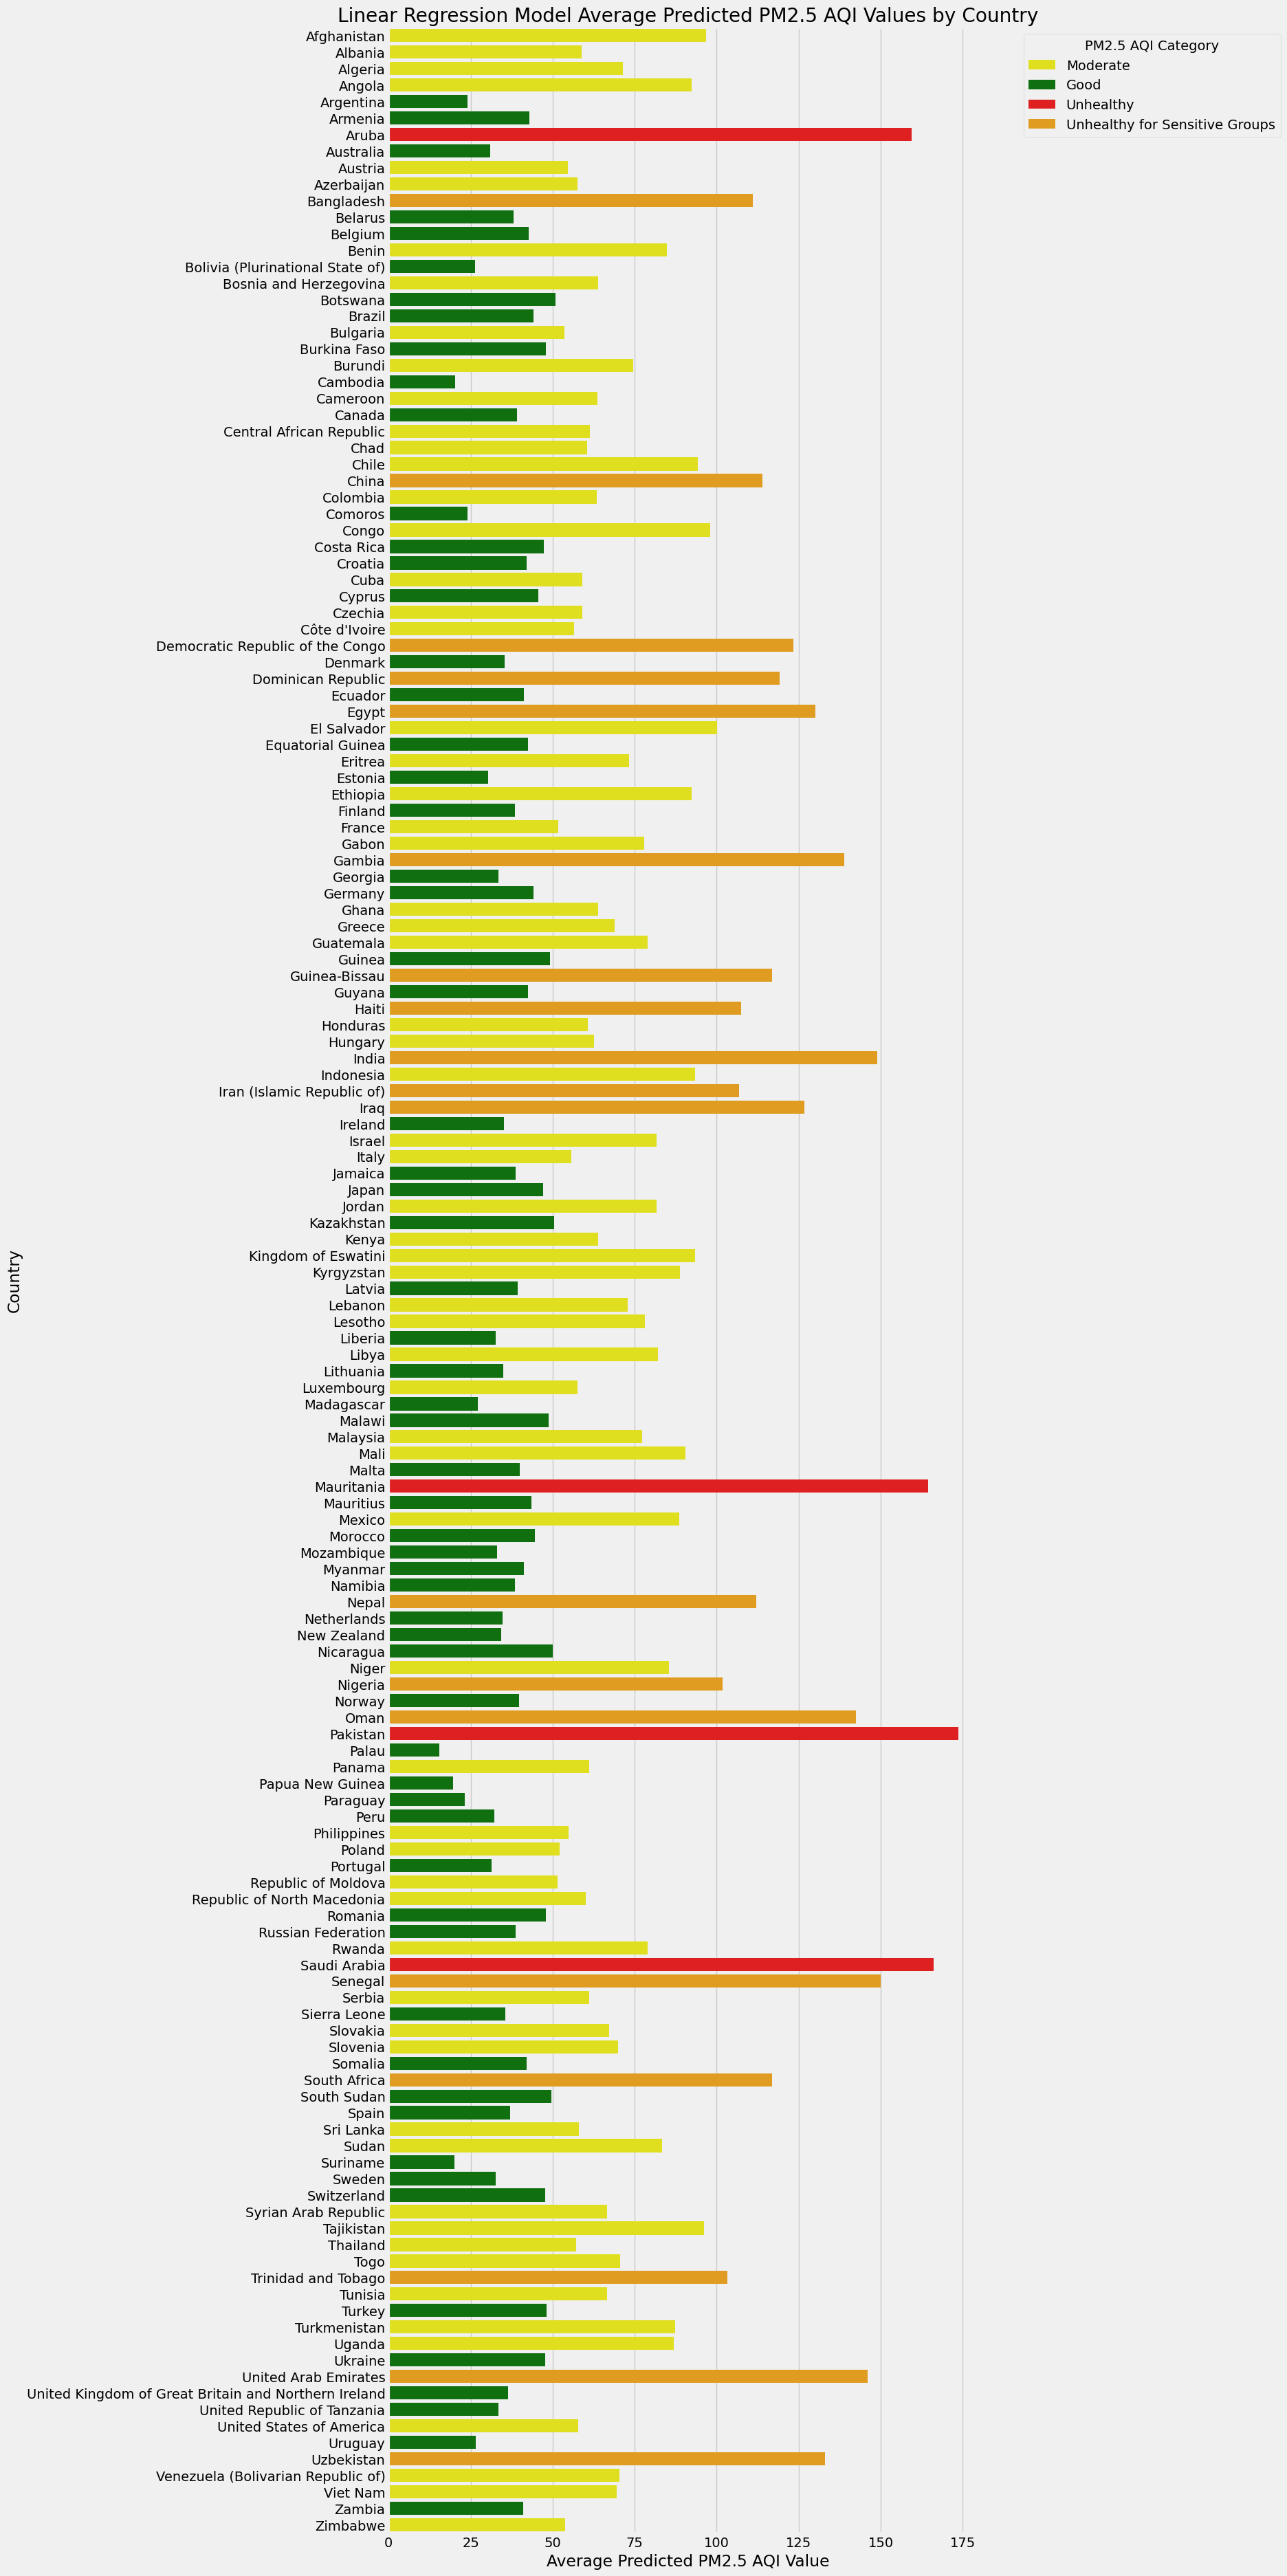 Linear Regression Model Average Predicted PM2.5 AQI Values by Country
PM2.5 AQI Category
Moderate
Good
Unhealthy
Unhealthy for Sensitive Groups
Country
Afghanistan
Albania
Algeria
Angola
Argentina
Armenia
Aruba
Australia
Austria
Azerbaijan
Bangladesh
Belarus
Belgium
Benin
Bolivia (Plurinational State of)
Bosnia and Herzegovina
Botswana
Brazil
Bulgaria
Burkina Faso
Burundi
Cambodia
Cameroon
Canada
Central African Republic
Chad
Chile
China
Colombia
Comoros
Congo
Costa Rica
Croatia
Cuba
Cyprus
Czechia
Côte d'Ivoire
Democratic Republic of the Congo
Denmark
Dominican Republic
Ecuador
Egypt
El Salvador
Equatorial Guinea
Eritrea
Estonia
Ethiopia
Finland
France
Gabon
Gambia
Georgia
Germany
Ghana
Greece
Guatemala
Guinea
Guinea-Bissau
Guyana
Haiti
Honduras
Hungary
India
Indonesia
Iran (Islamic Republic of)
Iraq
Ireland
Israel
Italy
Jamaica
Japan
Jordan
Kazakhstan
Kenya
Kingdom of Eswatini
Kyrgyzstan
Latvia
Lebanon
Lesotho
Liberia
Libya
Lithuania
Luxembourg
Madagascar
Malawi
Malaysia
Mali
Malta
Mauritania
Mauritius
Mexico
Morocco
Mozambique
Myanmar
Namibia
Nepal
Netherlands
New Zealand
Nicaragua
Niger
Nigeria
Norway
Oman
Pakistan
Palau
Panama
Papua New Guinea
Paraguay
Peru
Philippines
Poland
Portugal
Republic of Moldova
Republic of North Macedonia
Romania
Russian Federation
Rwanda
Saudi Arabia
Senegal
Serbia
Sierra Leone
Slovakia
Slovenia
Somalia
South Africa
South Sudan
Spain
Sri Lanka
Sudan
Suriname
Sweden
Switzerland
Syrian Arab Republic
Tajikistan
Thailand
Togo
Trinidad and Tobago
Tunisia
Turkey
Turkmenistan
Uganda
Ukraine
United Arab Emirates
United Kingdom of Great Britain and Northern Ireland
United Republic of Tanzania
United States of America
Uruguay
Uzbekistan
Venezuela (Bolivarian Republic of)
Viet Nam
Zambia
Zimbabwe
0 25 50 75 100 125 150 175
Average Predicted PM2.5 AQI Value